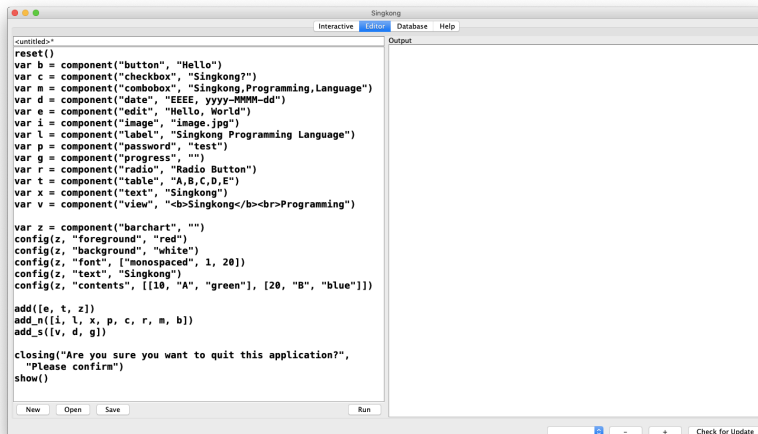 Singkong
Interactive Editor Database Help
<untitled>*
Output
reset()
var b = component("button", "Hello")
var c = component("checkbox", "Singkong?")
var m = component("combobox", "Singkong,Programming,Language")
var d = component("date", "EEEE, yyyy-MMMM-dd")
var e = component("edit", "Hello, World")
var i = component("image", "image.jpg")
var l = component("label", "Singkong Programming Language")
var p = component("password", "test")
var g = component("progress", "")
var r = component("radio", "Radio Button")
var t = component("table", "A,B,C,D,E")
var x = component("text", "Singkong")
var v = component("view", "<b>Singkong</b><br>Programming")
var z = component("barchart", "")
config(z, "foreground", "red")
config(z, "background", "white")
config(z, "font", ["monospaced", 1, 20])
config(z, "text", "Singkong")
config(z, "contents", [[10, "A", "green"], [20, "B", "blue"]])
add([e, t, z])
add_n([i, l, x, p, c, r, m, b])
add_s([v, d, g])
closing("Are you sure you want to quit this application?",
"Please confirm")
show()
New Open Save Run
- + Check for Update